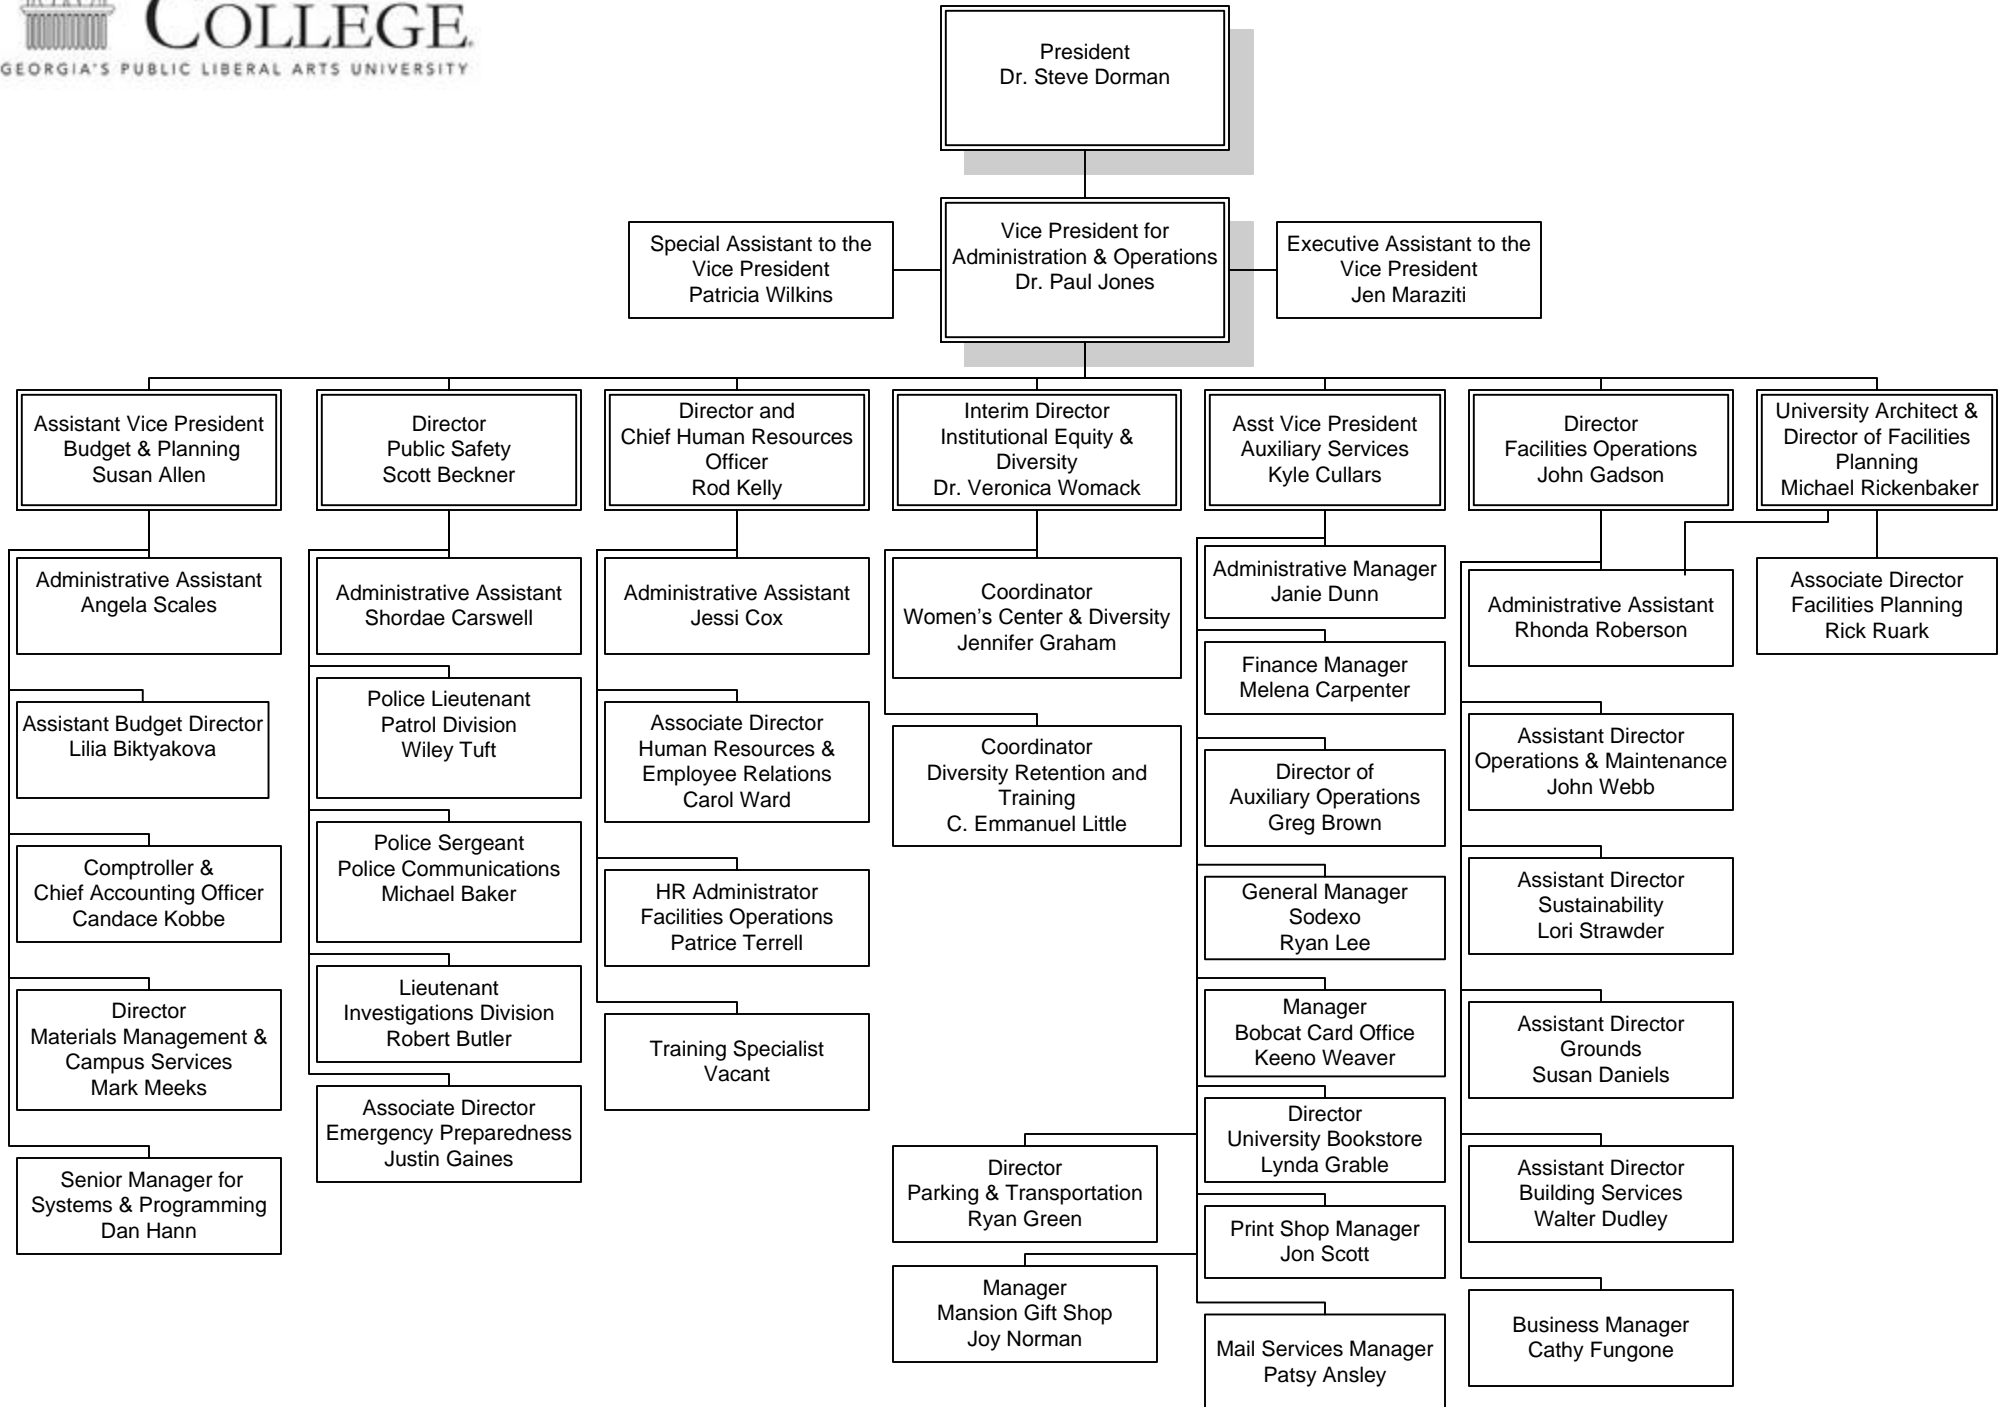 COLLEGE
GEORGIA'S PUBLIC LIBERAL ARTS UNIVERSITY
President
Dr. Steve Dorman
Special Assistant to the
Vice President
Patricia Wilkins
Vice President for
Administration & Operations
Dr. Paul Jones
Executive Assistant to the
Vice President
Jen Maraziti
Assistant Vice President
Budget & Planning
Susan Allen
Director
Public Safety
Scott Beckner
Director and
Chief Human Resources
Officer
Rod Kelly
Interim Director
Institutional Equity &
Diversity
Dr. Veronica Womack
Asst Vice President
Auxiliary Services
Kyle Cullars
Director
Facilities Operations
John Gadson
University Architect &
Director of Facilities
Planning
Michael Rickenbaker
Administrative Assistant
Angela Scales
Assistant Budget Director
Lilia Biktyakova
Comptroller &
Chief Accounting Officer
Candace Kobbe
Director
Materials Management &
Campus Services
Mark Meeks
Senior Manager for
Systems & Programming
Dan Hann
Administrative Assistant
Shordae Carswell
Police Lieutenant
Patrol Division
Wiley Tuft
Police Sergeant
Police Communications
Michael Baker
Lieutenant
Investigations Division
Robert Butler
Associate Director
Emergency Preparedness
Justin Gaines
Administrative Assistant
Jessi Cox
Associate Director
Human Resources &
Employee Relations
Carol Ward
HR Administrator
Facilities Operations
Patrice Terrell
Training Specialist
Vacant
Coordinator
Women’s Center & Diversity
Jennifer Graham
Coordinator
Diversity Retention and
Training
C. Emmanuel Little
Director
Parking & Transportation
Ryan Green
Manager
Mansion Gift Shop
Joy Norman
Administrative Manager
Janie Dunn
Finance Manager
Melena Carpenter
Director of
Auxiliary Operations
Greg Brown
General Manager
Sodexo
Ryan Lee
Manager
Bobcat Card Office
Keeno Weaver
Director
University Bookstore
Lynda Grable
Print Shop Manager
Jon Scott
Mail Services Manager
Patsy Ansley
Administrative Assistant
Rhonda Roberson
Assistant Director
Operations & Maintenance
John Webb
Assistant Director
Sustainability
Lori Strawder
Assistant Director
Grounds
Susan Daniels
Assistant Director
Building Services
Walter Dudley
Business Manager
Cathy Fungone
Associate Director
Facilities Planning
Rick Ruark